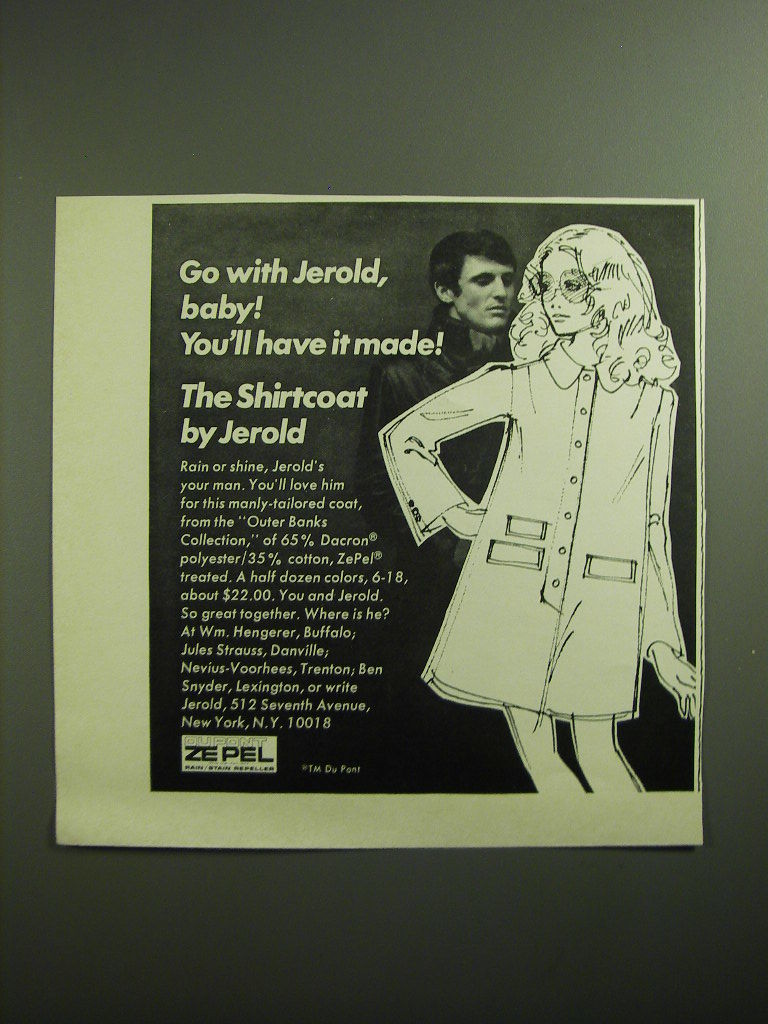 Go with Jerold,
baby!
You'll have it made!
The Shirtcoat
by Jerold
Rain or shine, Jerold's
your man. You'll love him
for this manly-tailored coat,
from the "Outer Banks
Collection," of 65% Dacron®
polyester/35% cotton, ZePel®
treated. A half dozen colors, 6-18,
about $22.00. You and Jerold.
So great together. Where is he?
At Wm. Hengerer, Buffalo;
Jules Strauss, Danville;
Nevius-Voorhees, Trenton; Ben
Snyder, Lexington, or write
Jerold, 512 Seventh Avenue,
New York, N.Y. 10018
DU PONT
ZE PEL
RAIN/STAIN REPELLER
®TM Du Pont